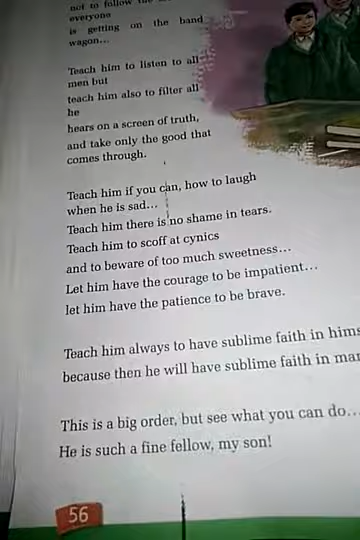 not to follow the
everyone
is getting on the band
wagon...
Teach him to listen to all
men but
teach him also to filter all
he
hears on a screen of truth,
and take only the good that
comes through.
Teach him if you can, how to laugh
when he is sad...
Teach him there is no shame in tears.
Teach him to scoff at cynics
and to beware of too much sweetness...
Let him have the courage to be impatient...
let him have the patience to be brave.
Teach him always to have sublime faith in hims
because then he will have sublime faith in man
This is a big order, but see what you can do...
He is such a fine fellow, my son!
56